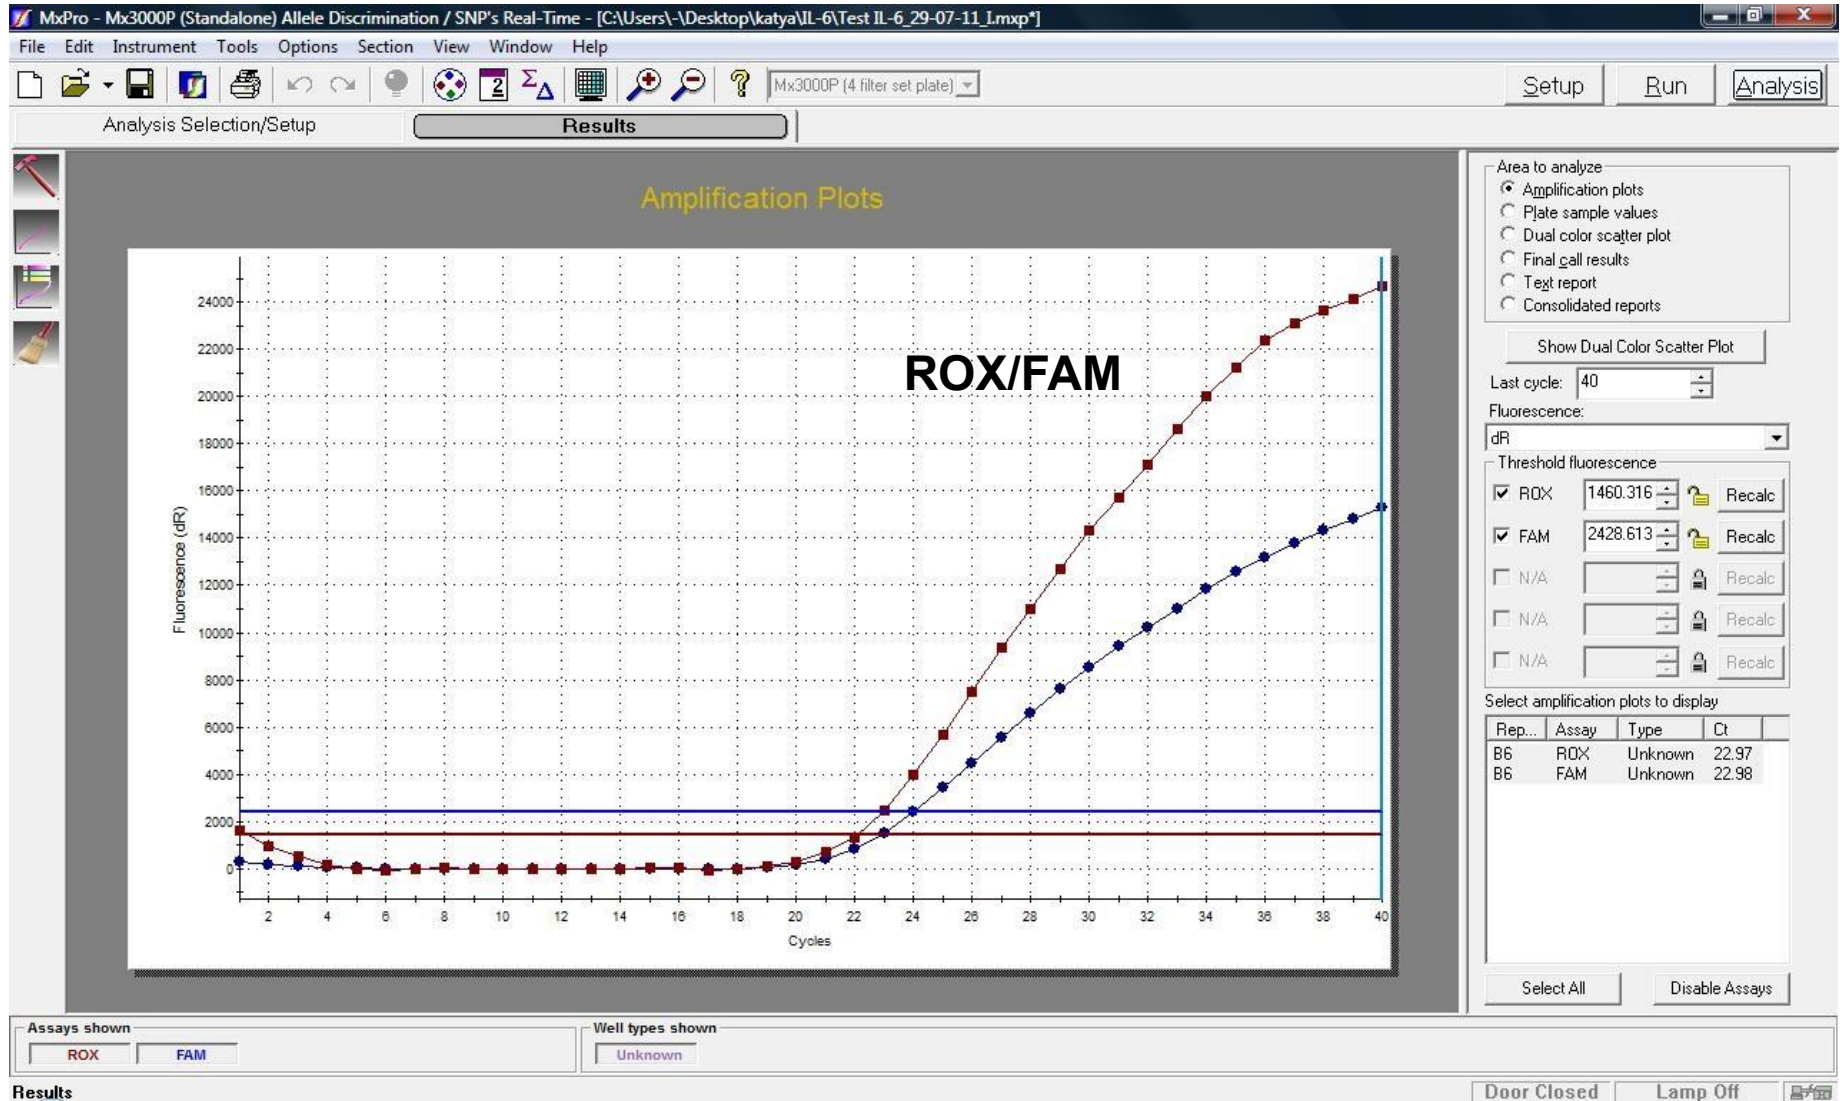 MxPro - Mx3000P (Standalone) Allele Discrimination / SNP's Real-Time - [C:\Users\-\Desktop\katya\IL-6\Test IL-6_29-07-11_I.mxp*]
File Edit Instrument Tools Options Section View Window Help
Mx3000P (4 filter set plate)
Setup Run Analysis
Analysis Selection/Setup Results
Amplification Plots
ROX/FAM
Fluorescence (dR)
24000
22000
20000
18000
16000
14000
12000
10000
8000
6000
4000
2000
0
2 4 6 8 10 12 14 16 18 20 22 24 26 28 30 32 34 36 38 40
Cycles
Area to analyze
Amplification plots
Plate sample values
Dual color scatter plot
Final call results
Text report
Consolidated reports
Show Dual Color Scatter Plot
Last cycle: 40
Fluorescence:
dR
Threshold fluorescence
ROX 1460.316 Recalc
FAM 2428.613 Recalc
N/A Recalc
N/A Recalc
N/A Recalc
Select amplification plots to display
Rep... Assay Type Ct
B6 ROX Unknown 22.97
B6 FAM Unknown 22.98
Select All Disable Assays
Assays shown Well types shown
ROX FAM Unknown
Results Door Closed Lamp Off